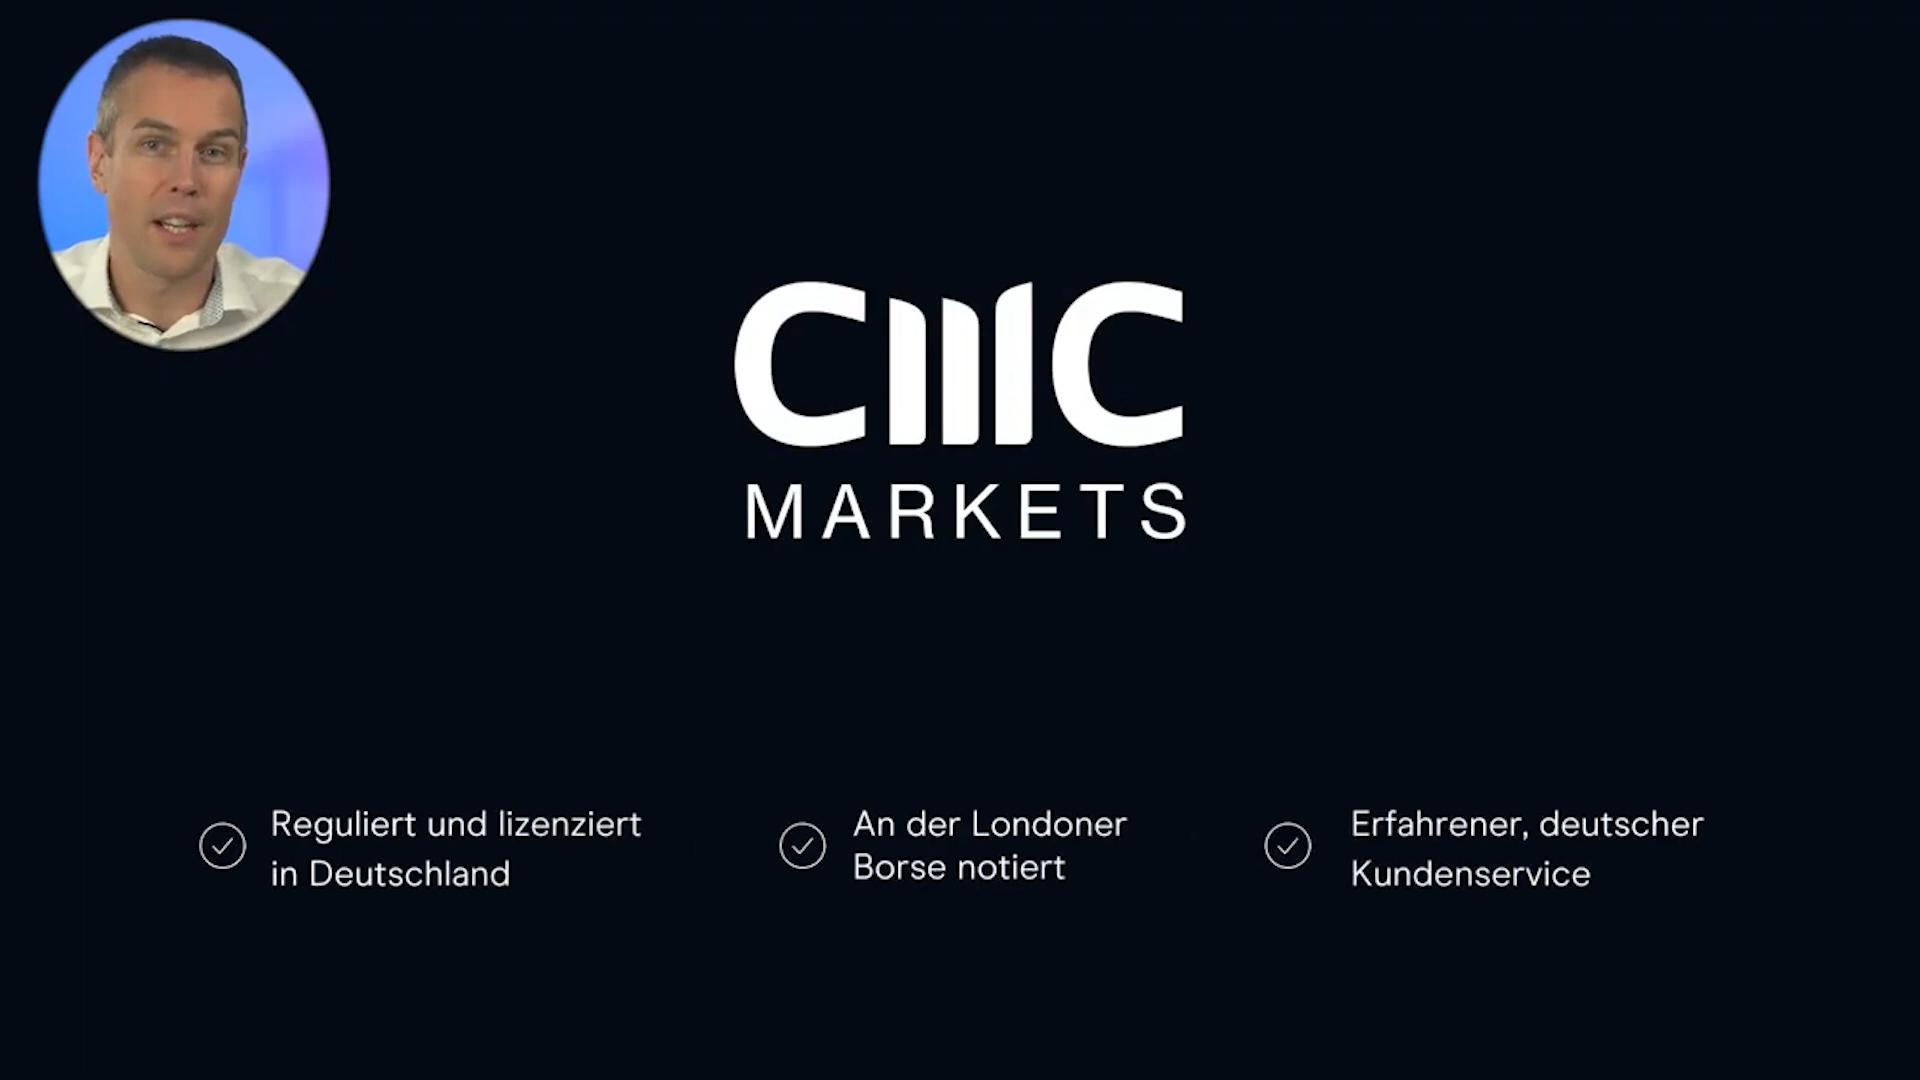 CMC
MARKETS
Reguliert und lizenziert
in Deutschland
An der Londoner
Borse notiert
Erfahrener, deutscher
Kundenservice